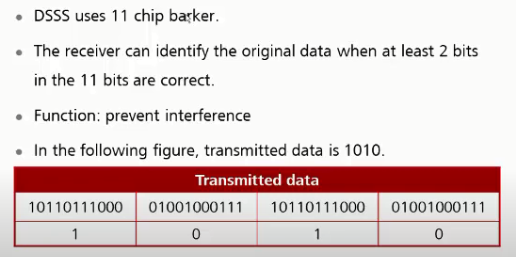 • DSSS uses 11 chip barker.
• The receiver can identify the original data when at least 2 bits
in the 11 bits are correct.
• Function: prevent interference
• In the following figure, transmitted data is 1010.
Transmitted data
10110111000 01001000111 10110111000 01001000111
1 0 1 0